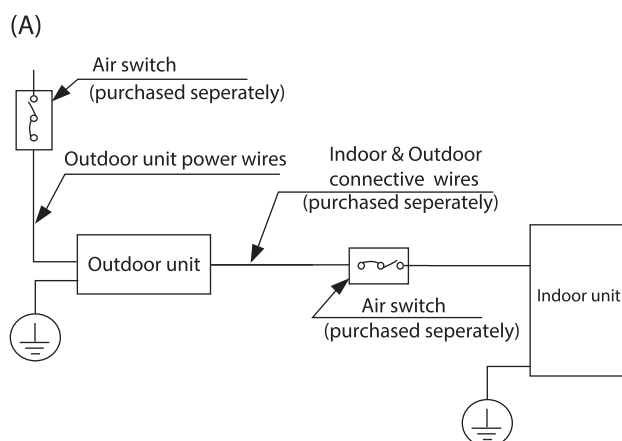 (A)
Air switch
(purchased seperately)
Outdoor unit power wires
Indoor & Outdoor
connective wires
(purchased seperately)
Outdoor unit
Indoor unit
Air switch
(purchased seperately)